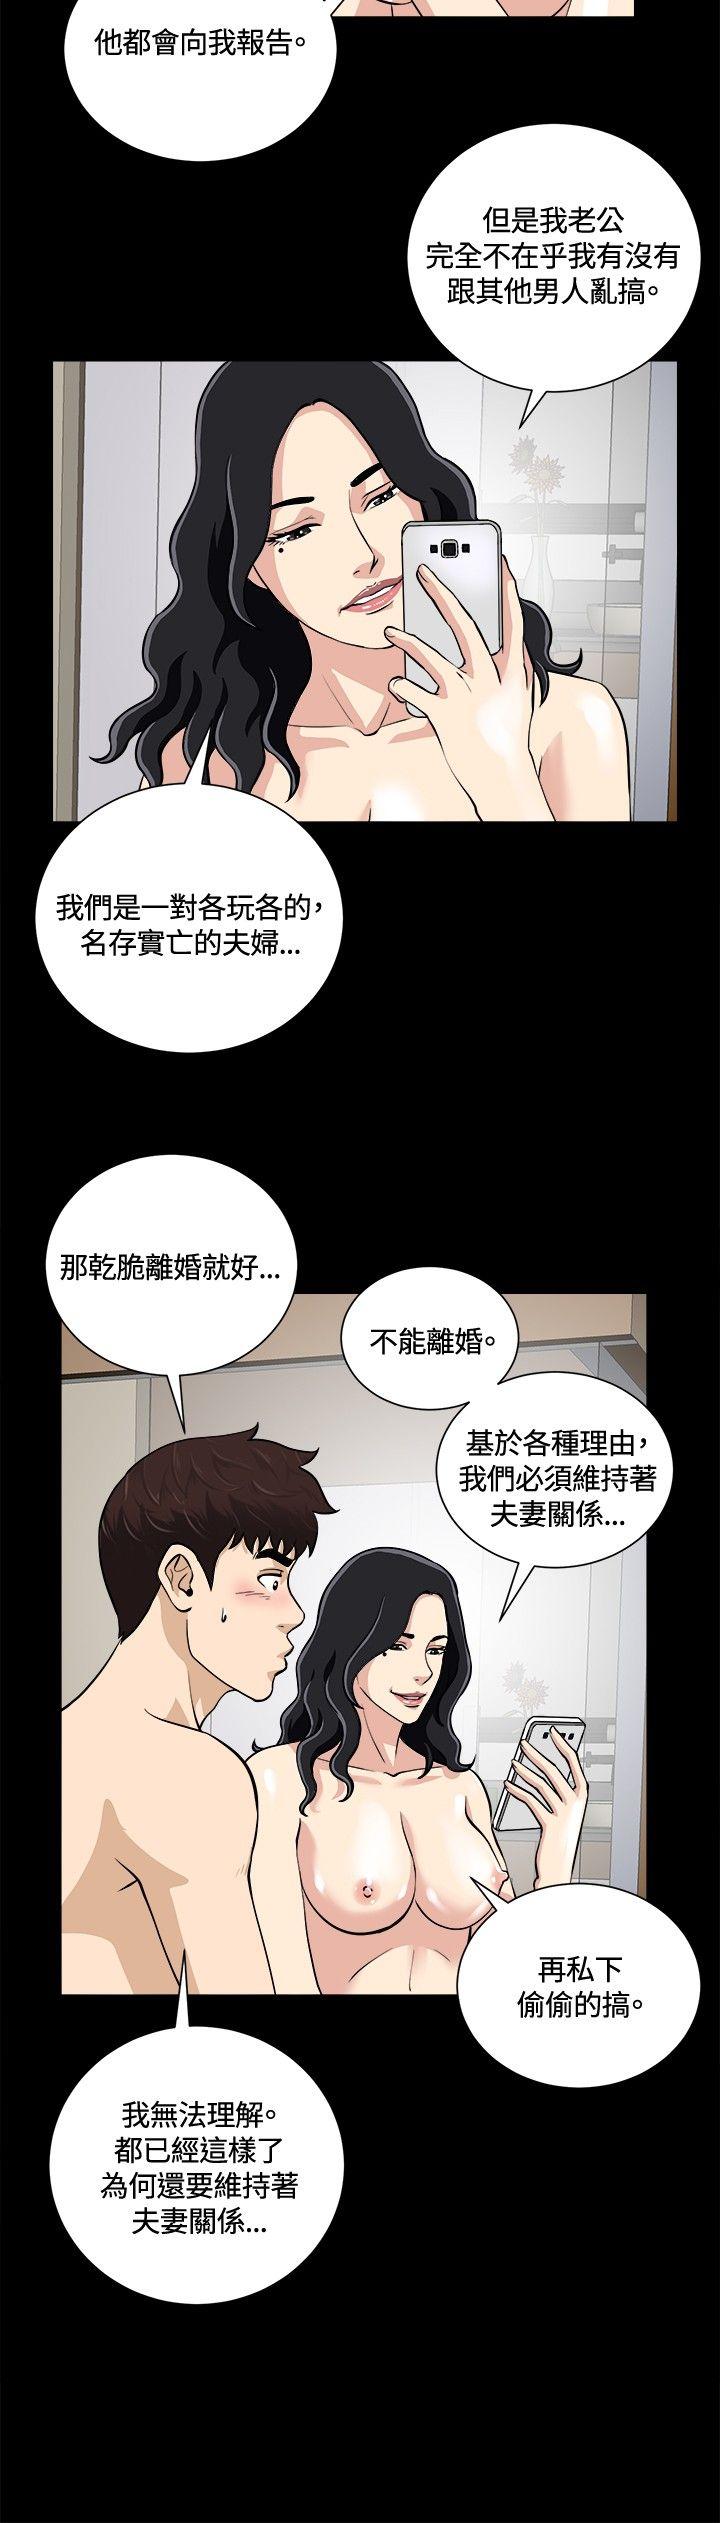 他都會向我報告。
但是我老公
完全不在乎我有沒有
跟其他男人亂搞。
我們是一對各玩各的，
名存實亡的夫婦...
那乾脆離婚就好...
不能離婚。
基於各種理由，
我們必須維持著
夫妻關係...
再私下
偷偷的搞。
我無法理解。
都已經這樣了
為何還要維持著
夫妻關係...